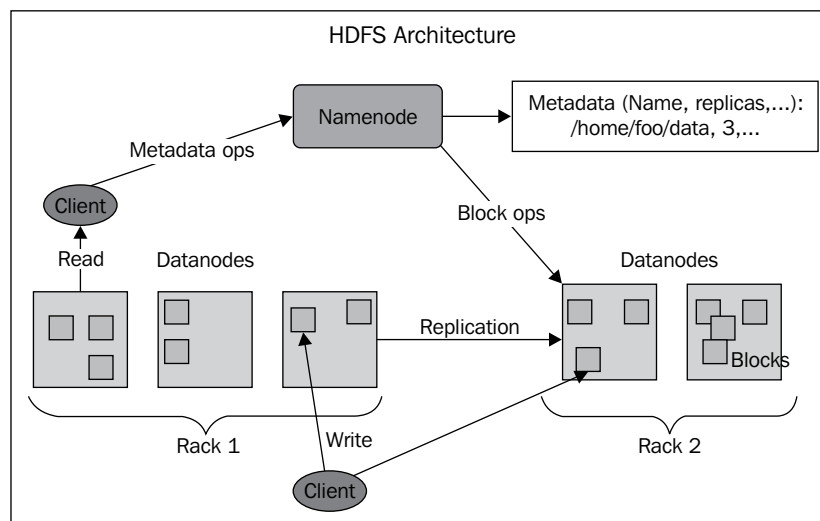 HDFS Architecture
Namenode
Metadata (Name, replicas,...):
/home/foo/data, 3,...
Metadata ops
Client
Block ops
Read
Datanodes
Datanodes
Replication
Blocks
Rack 1
Write
Rack 2
Client